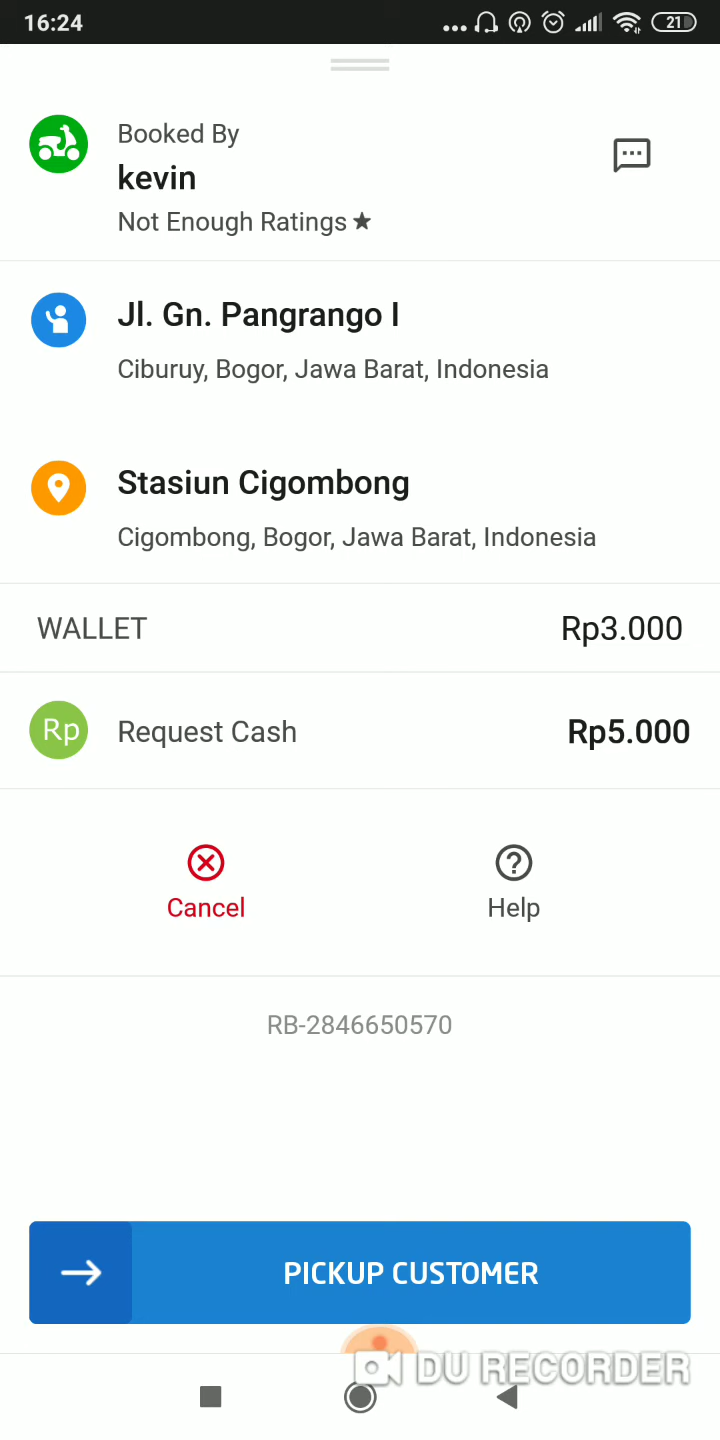 16:24
21
Booked By
kevin
Not Enough Ratings ★
Jl. Gn. Pangrango I
Ciburuy, Bogor, Jawa Barat, Indonesia
Stasiun Cigombong
Cigombong, Bogor, Jawa Barat, Indonesia
WALLET Rp3.000
Rp Request Cash Rp5.000
Cancel Help
RB-2846650570
PICKUP CUSTOMER
DU RECORDER